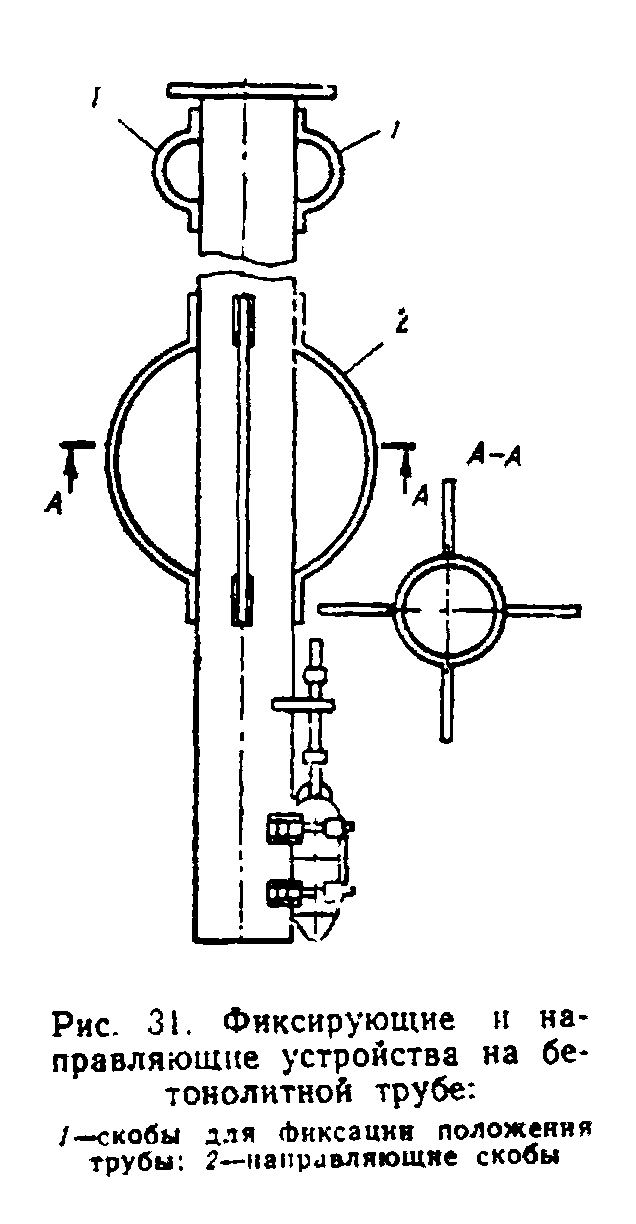 1
1
2
А-А
А
А
Рис. 31. Фиксирующие и на-
правляющие устройства на бе-
тонолитной трубе:
1—скобы для фиксации положения
трубы; 2—направляющие скобы